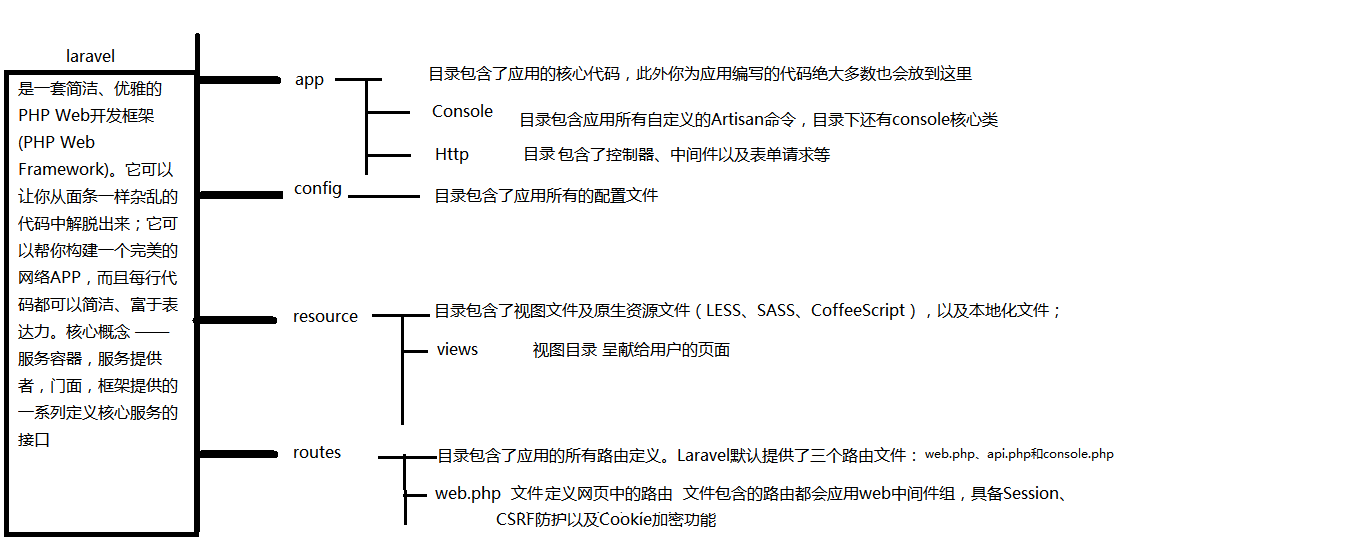 laravel
是一套简洁、优雅的
PHP Web开发框架
(PHP Web
Framework)。它可以
让你从面条一样杂乱的
代码中解脱出来；它可
以帮你构建一个完美的
网络APP，而且每行代
码都可以简洁、富于表
达力。核心概念 ——
服务容器，服务提供
者，门面，框架提供的
一系列定义核心服务的
接口
app
目录包含了应用的核心代码，此外你为应用编写的代码绝大多数也会放到这里
Console 目录包含应用所有自定义的Artisan命令，目录下还有console核心类
Http 目录 包含了控制器、中间件以及表单请求等
config 目录包含了应用所有的配置文件
resource 目录包含了视图文件及原生资源文件（LESS、SASS、CoffeeScript），以及本地化文件；
views 视图目录 呈献给用户的页面
routes 目录包含了应用的所有路由定义。Laravel默认提供了三个路由文件： web.php、api.php和console.php
web.php 文件 定义网页中的路由 文件包含的路由都会应用web中间件组，具备Session、
CSRF防护以及Cookie加密功能